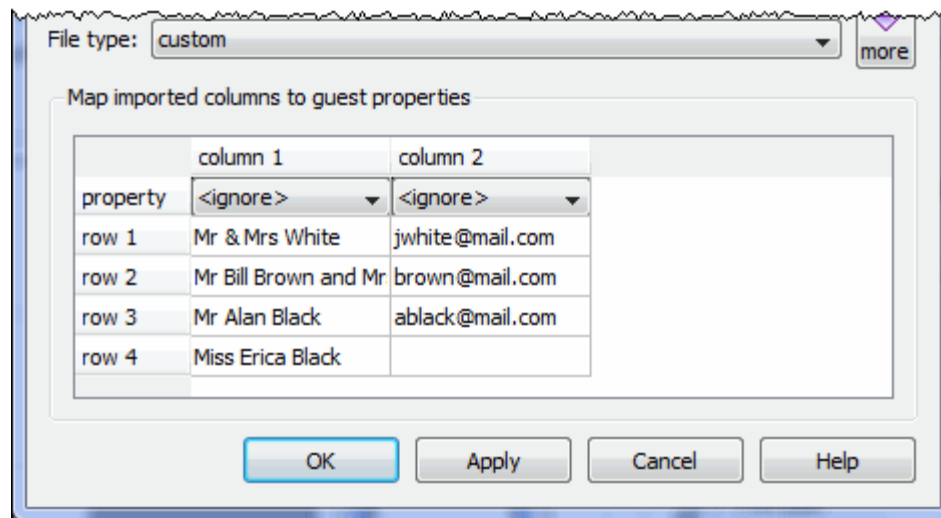 File type: custom
more
Map imported columns to guest properties
column 1 column 2
property <ignore> <ignore>
row 1 Mr & Mrs White jwhite@mail.com
row 2 Mr Bill Brown and Mr brown@mail.com
row 3 Mr Alan Black ablack@mail.com
row 4 Miss Erica Black
OK Apply Cancel Help